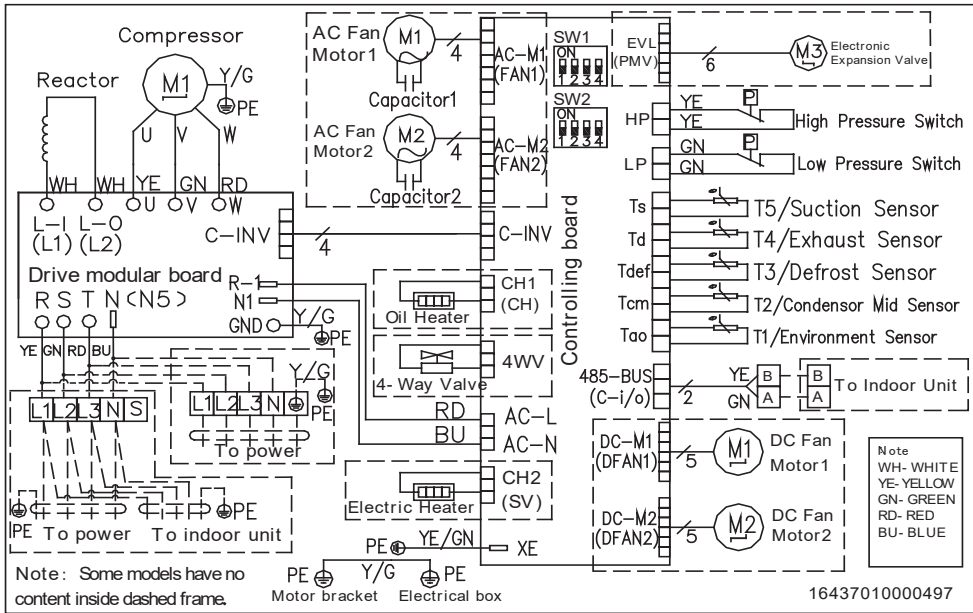 Compressor
Reactor
M1
Y/G
PE
U V W
WH WH YE GN RD
U V W
L-I
(L1)
L-O
(L2)
C-INV
4
Drive modular board
R S T N (N5)
R-1
N1
GND
Y/G
PE
YE GN RD BU
L1 L2 L3 N S
L1 L2 L3 N
Y/G
PE
To power
PE
To power
To indoor unit
PE
Note: Some models have no
content inside dashed frame.
AC Fan
Motor1
M1
4
Capacitor1
AC-M1
(FAN1)
AC Fan
Motor2
M2
4
Capacitor2
AC-M2
(FAN2)
C-INV
Oil Heater
CH1
(CH)
4-Way Valve
4WV
RD
AC-L
BU
AC-N
Electric Heater
CH2
(SV)
PE
YE/GN
XE
PE
Y/G
PE
Motor bracket
Electrical box
Controlling board
SW1
ON
1 2 3 4
SW2
ON
1 2 3 4
EVL
(PMV)
6
M3
Electronic
Expansion Valve
HP
YE
YE
P
High Pressure Switch
LP
GN
GN
P
Low Pressure Switch
Ts
T5/Suction Sensor
Td
T4/Exhaust Sensor
Tdef
T3/Defrost Sensor
Tcm
T2/Condensor Mid Sensor
Tao
T1/Environment Sensor
485-BUS
(C-i/o)
2
YE
GN
B
A
B
A
To Indoor Unit
DC-M1
(DFAN1)
5
M1
DC Fan
Motor1
DC-M2
(DFAN2)
5
M2
DC Fan
Motor2
Note
WH- WHITE
YE-YELLOW
GN- GREEN
RD- RED
BU- BLUE
16437010000497